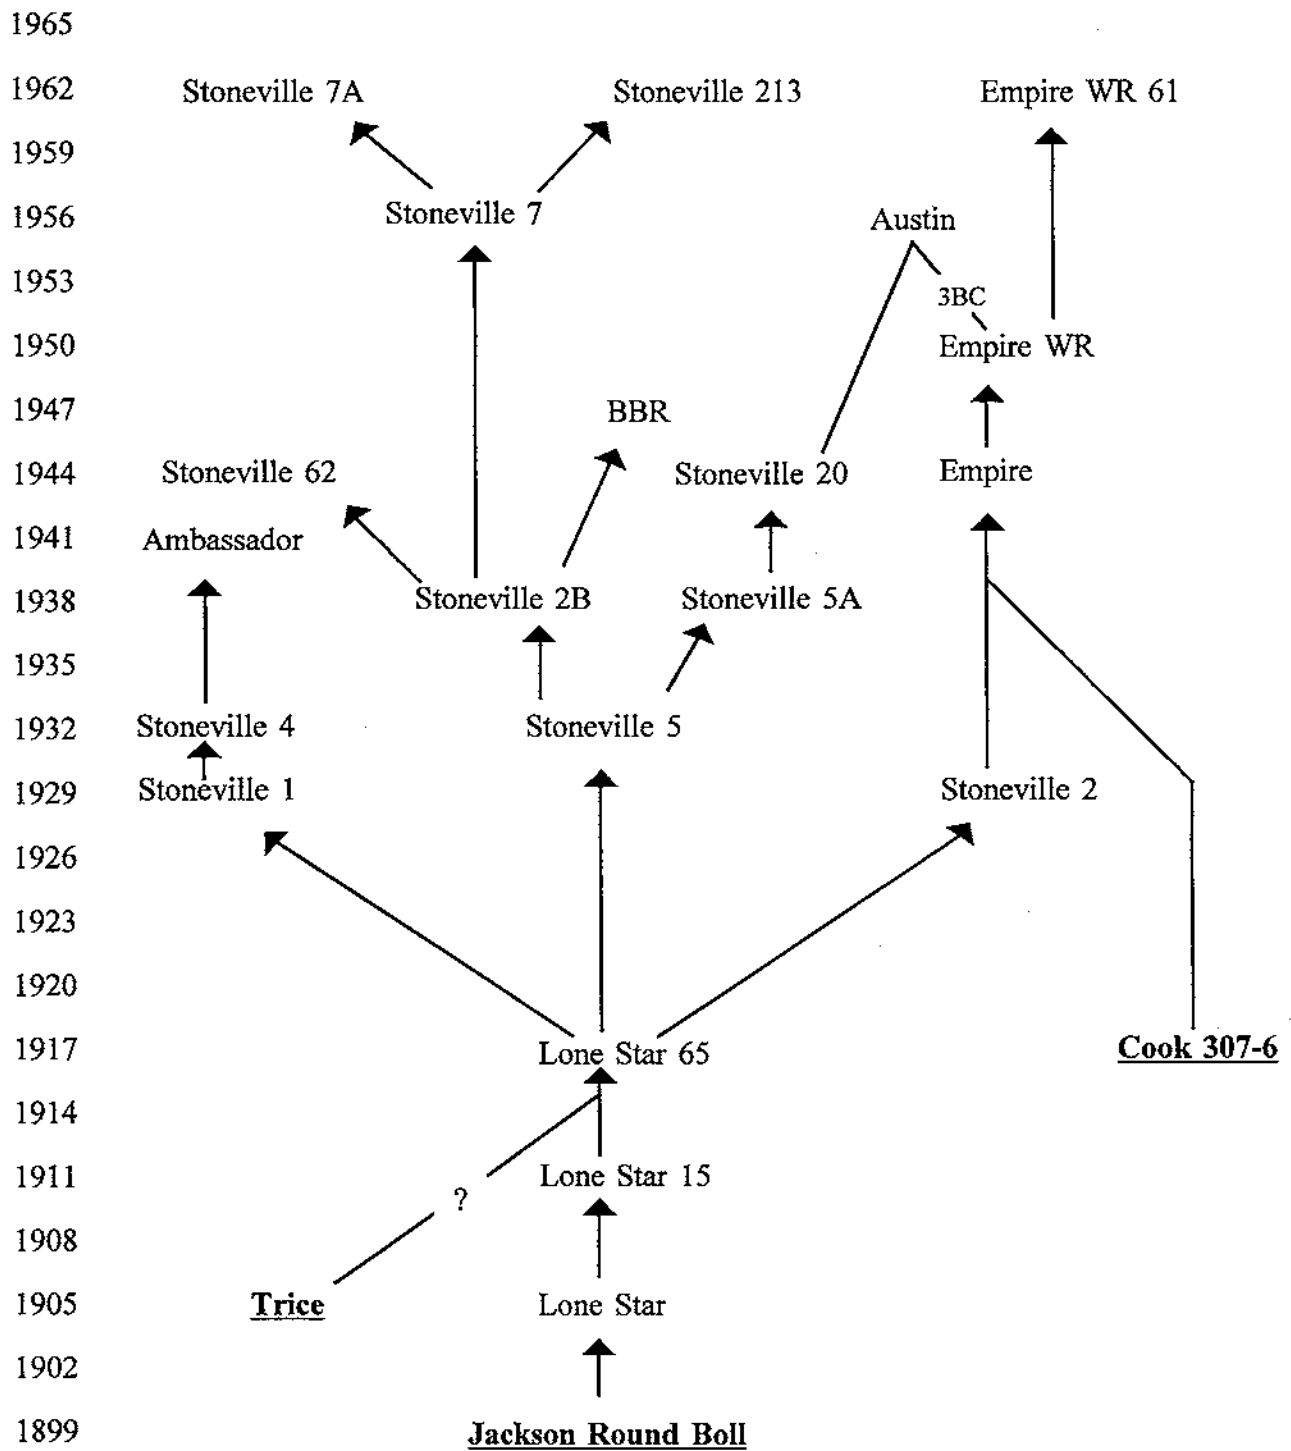 1965
1962 Stoneville 7A Stoneville 213 Empire WR 61
1959
1956 Stoneville 7 Austin
1953 3BC
1950 Empire WR
1947 BBR
1944 Stoneville 62 Stoneville 20 Empire
1941 Ambassador
1938 Stoneville 2B Stoneville 5A
1935
1932 Stoneville 4 Stoneville 5
1929 Stoneville 1 Stoneville 2
1926
1923
1920
1917 Lone Star 65 Cook 307-6
1914
1911 Lone Star 15
?
1908
1905 Trice Lone Star
1902
1899 Jackson Round Boll